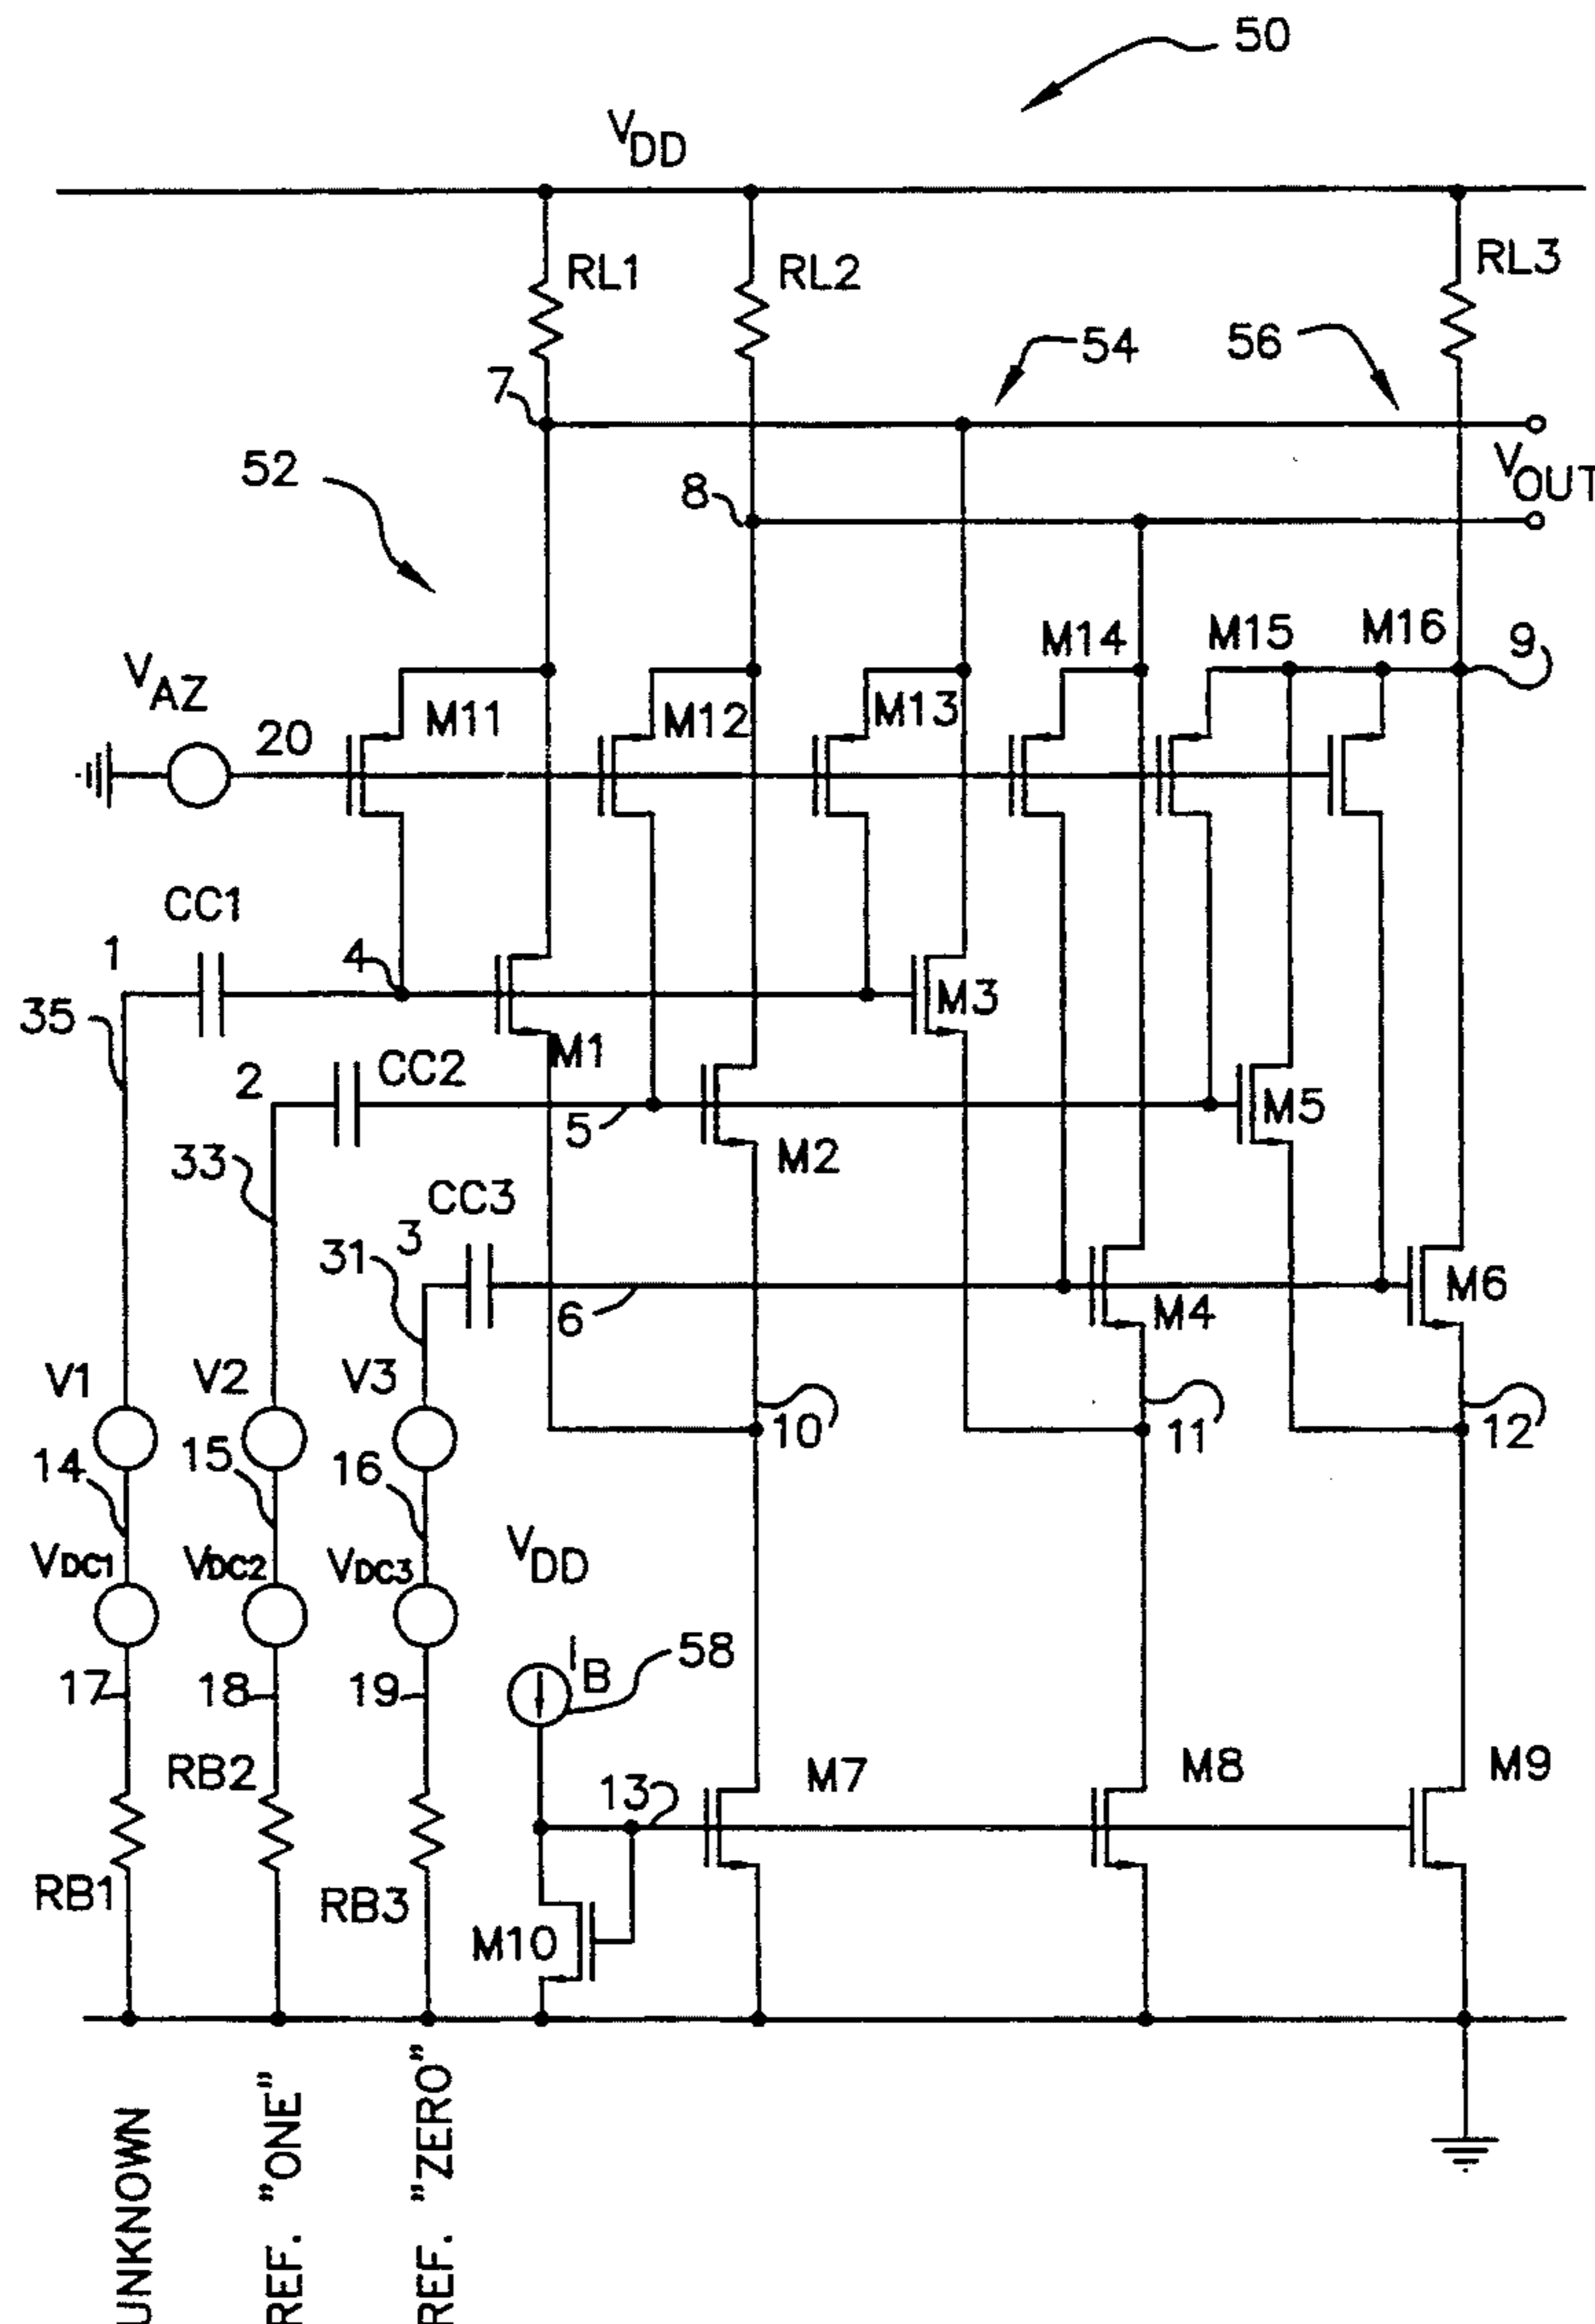 50
VDD
RL1
RL2
RL3
54
56
7
52
8
VOUT
M14
M15
M16
9
VAZ
20
M11
M12
M13
CC1
1
4
35
M3
M1
2
CC2
5
M5
33
M2
CC3
3
31
6
M4
M6
V1
V2
V3
10
11
12
14
15
16
VDD
VDC1
VDC2
VDC3
IB
58
17
18
19
RB2
13
M7
M8
M9
RB1
RB3
M10
UNKNOWN
REF. "ONE"
REF. "ZERO"